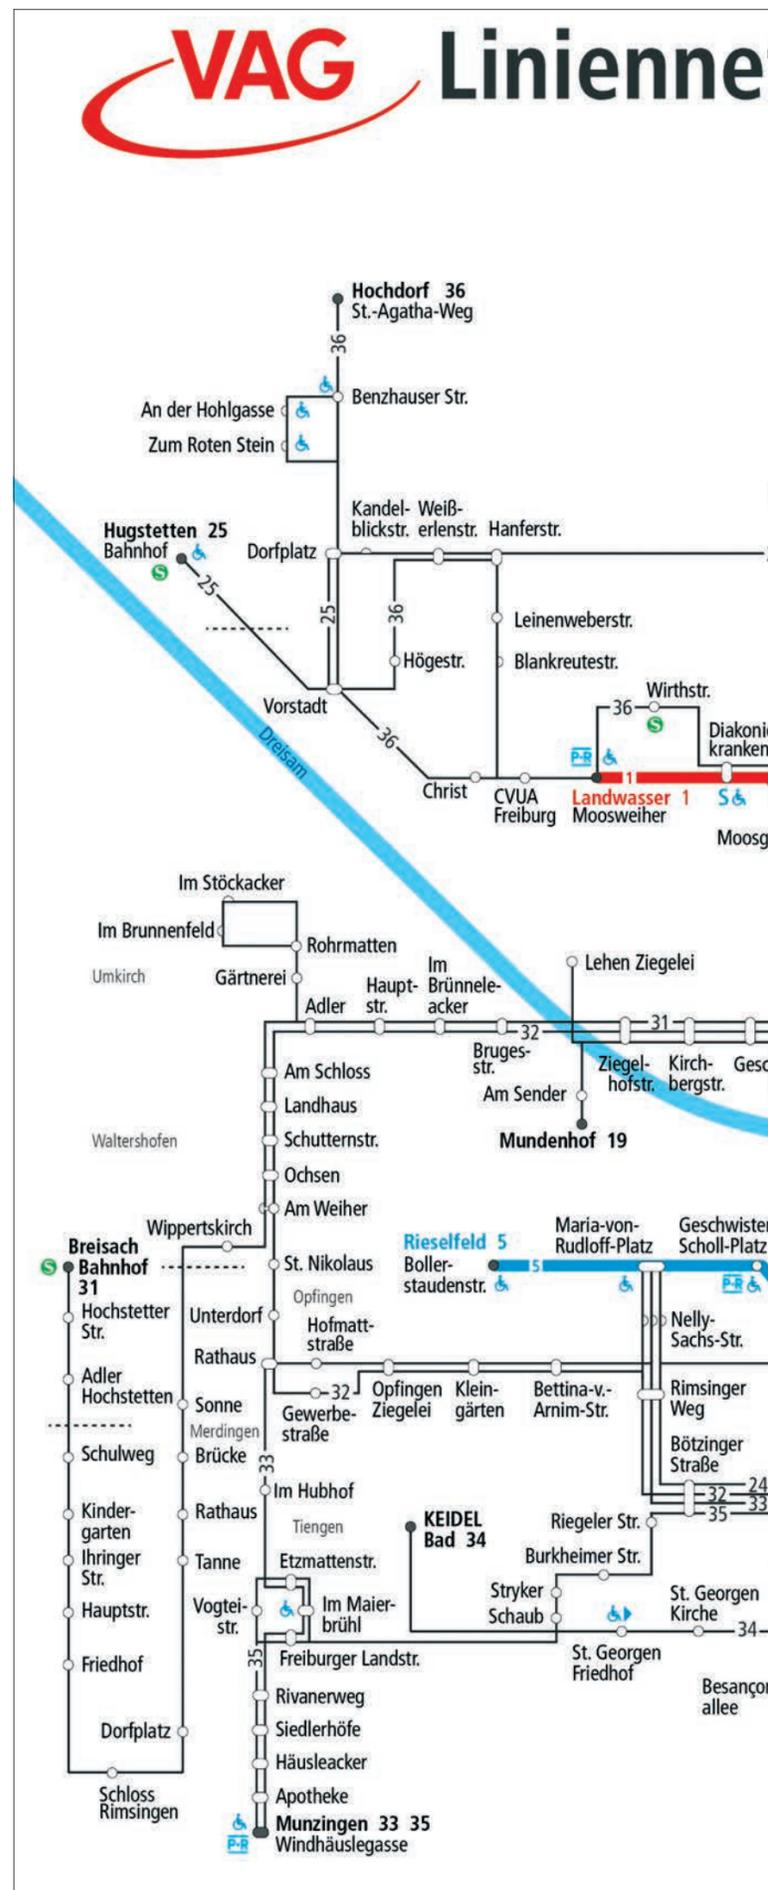 VAG
Hochdorf 36
St.-Agatha-Weg
36
Benzhauser Str.
An der Hohlgasse
Zum Roten Stein
Hugstetten 25
Bahnhof
S
25
Dorfplatz
Kandel-
blickstr.
Weiß-
erlenstr.
Hanferstr.
25
36
Leinenweberstr.
Högestr.
Blankreutestr.
Vorstadt
36
Dreisam
36
Wirthstr.
S
P+R
1
Christ
CVUA
Freiburg
Landwasser 1
Moosweiher
S
Im Stöckacker
Im Brunnenfeld
Rohrmatten
Umkirch
Gärtnerei
Adler
Haupt-
str.
Im
Brünnele-
acker
Lehen Ziegelei
32
31
Bruges-
str.
Ziegel-
hofstr.
Kirch-
bergstr.
Am Schloss
Am Sender
Landhaus
Mundenhof 19
Waltershofen
Schutternstr.
Ochsen
Am Weiher
Wippertskirch
S
Breisach
Bahnhof
31
St. Nikolaus
Opfingen
Rieselfeld 5
Boller-
staudenstr.
5
Maria-von-
Rudloff-Platz
Geschwister
Scholl-Platz
P+R
Hochstetter
Str.
Unterdorf
Hofmatt-
straße
Nelly-
Sachs-Str.
Rathaus
Adler
Hochstetten
Sonne
32
Gewerbe-
straße
Opfingen
Ziegelei
Klein-
gärten
Bettina-v.-
Arnim-Str.
Rimsinger
Weg
Merdingen
Schulweg
Brücke
33
Bötzinger
Straße
24
32
33
35
Im Hubhof
Kinder-
garten
Rathaus
Tiengen
KEIDEL
Bad 34
Riegeler Str.
Ihringer
Str.
Tanne
Etzmattenstr.
Burkheimer Str.
Hauptstr.
Vogtei-
str.
Im Maier-
brühl
Stryker
Schaub
St. Georgen
Kirche
34
Friedhof
35
Freiburger Landstr.
St. Georgen
Friedhof
allee
Rivanerweg
Dorfplatz
Siedlerhöfe
Häusleacker
Schloss
Rimsingen
Apotheke
P+R
Munzingen 33 35
Windhäuslegasse